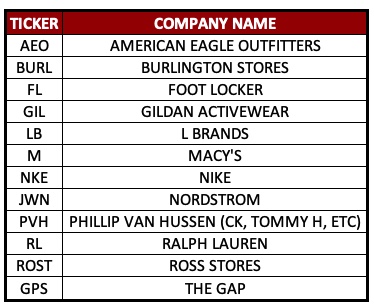 TICKER COMPANY NAME
AEO AMERICAN EAGLE OUTFITTERS
BURL BURLINGTON STORES
FL FOOT LOCKER
GIL GILDAN ACTIVEWEAR
LB L BRANDS
M MACY'S
NKE NIKE
JWN NORDSTROM
PVH PHILLIP VAN HUSSEN (CK, TOMMY H, ETC)
RL RALPH LAUREN
ROST ROSS STORES
GPS THE GAP